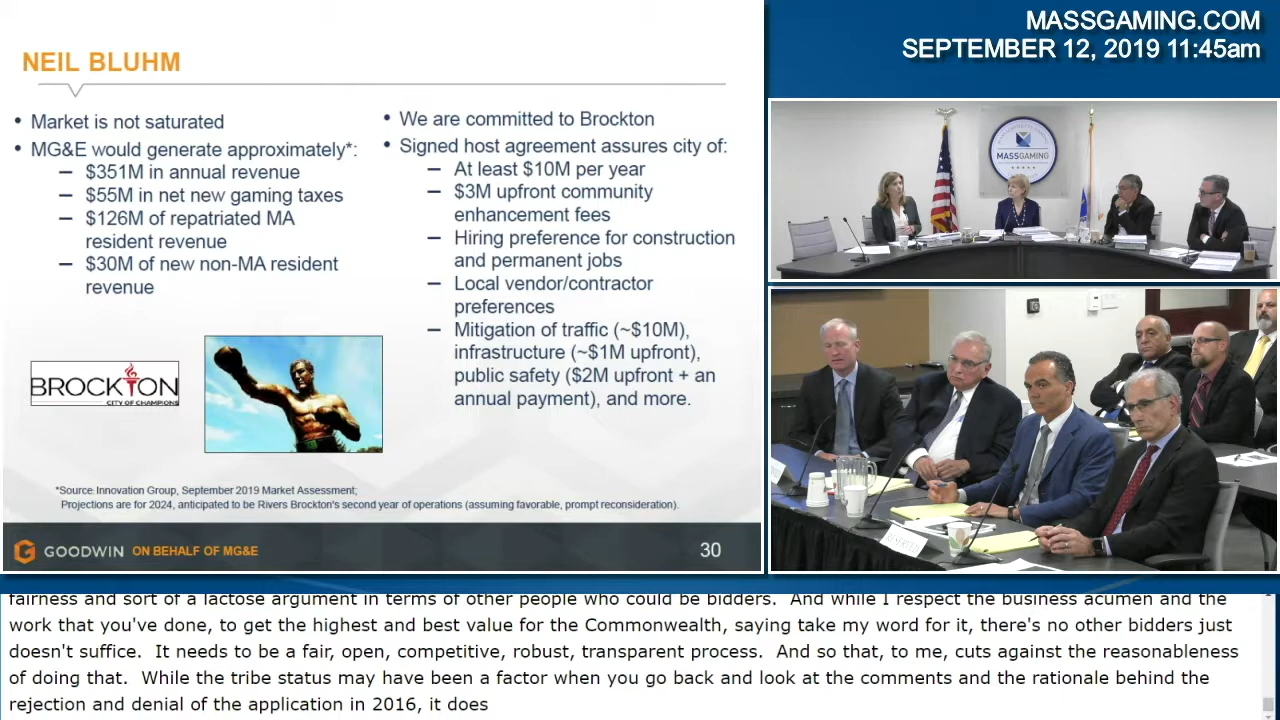 MASSGAMING.COM
SEPTEMBER 12, 2019 11:45am
NEIL BLUHM
• Market is not saturated
• MG&E would generate approximately*:
– $351M in annual revenue
– $55M in net new gaming taxes
– $126M of repatriated MA
resident revenue
– $30M of new non-MA resident
revenue
• We are committed to Brockton
• Signed host agreement assures city of:
– At least $10M per year
– $3M upfront community
enhancement fees
– Hiring preference for construction
and permanent jobs
– Local vendor/contractor
preferences
– Mitigation of traffic (~$10M),
infrastructure (~$1M upfront),
public safety ($2M upfront + an
annual payment), and more.
BROCKTON
CITY OF CHAMPIONS
*Source: Innovation Group, September 2019 Market Assessment;
Projections are for 2024, anticipated to be Rivers Brockton's second year of operations (assuming favorable, prompt reconsideration).
GOODWIN ON BEHALF OF MG&E
30
MASSGAMING
RESERVED
fairness and sort of a lactose argument in terms of other people who could be bidders. And while I respect the business acumen and the
work that you've done, to get the highest and best value for the Commonwealth, saying take my word for it, there's no other bidders just
doesn't suffice. It needs to be a fair, open, competitive, robust, transparent process. And so that, to me, cuts against the reasonableness
of doing that. While the tribe status may have been a factor when you go back and look at the comments and the rationale behind the
rejection and denial of the application in 2016, it does